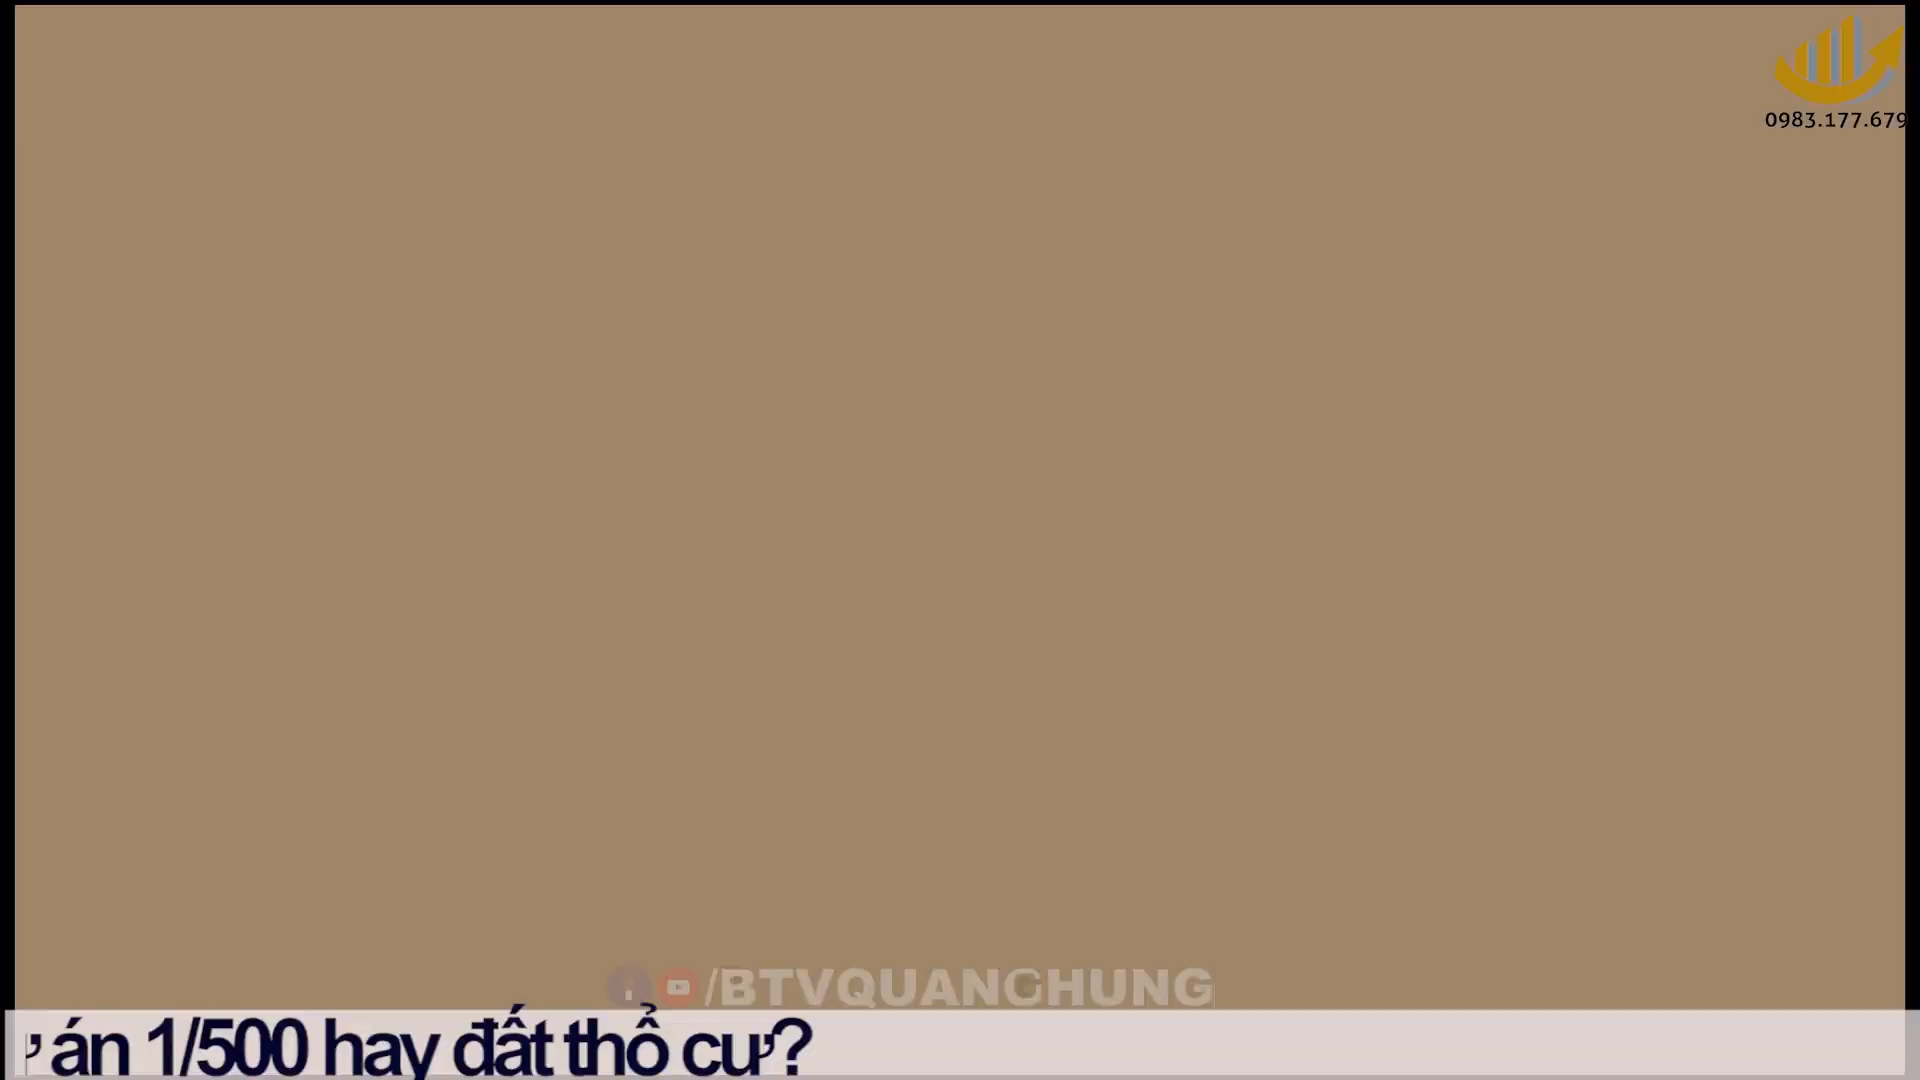 0983.177.679
/BTVQUANGHUNG
án 1/500 hay đất thổ cư?